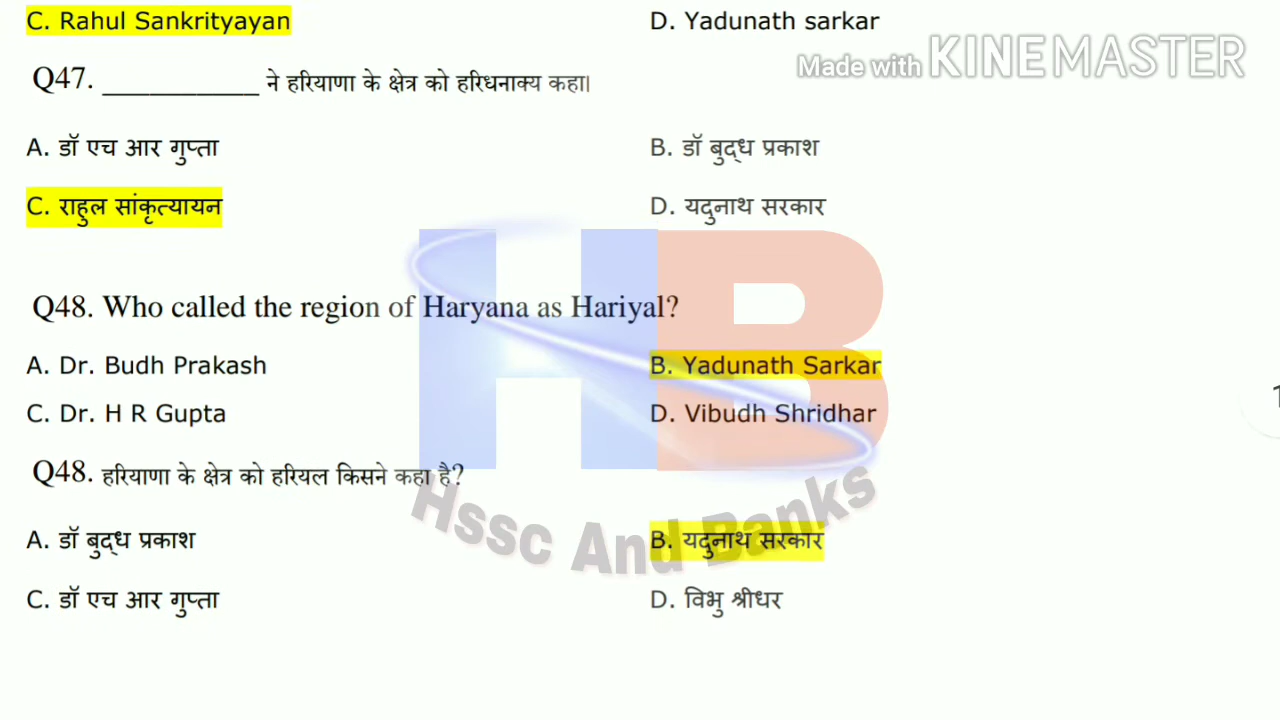 C. Rahul Sankrityayan D. Yadunath sarkar
Made with KINEMASTER
Q47. ___________ ने हरियाणा के क्षेत्र को हरिधनाक्य कहा।
A. डॉ एच आर गुप्ता B. डॉ बुद्ध प्रकाश
C. राहुल सांकृत्यायन D. यदुनाथ सरकार
HB
Q48. Who called the region of Haryana as Hariyal?
A. Dr. Budh Prakash B. Yadunath Sarkar
C. Dr. H R Gupta D. Vibudh Shridhar
Q48. हरियाणा के क्षेत्र को हरियल किसने कहा है?
Hssc And Banks
A. डॉ बुद्ध प्रकाश B. यदुनाथ सरकार
C. डॉ एच आर गुप्ता D. विभु श्रीधर